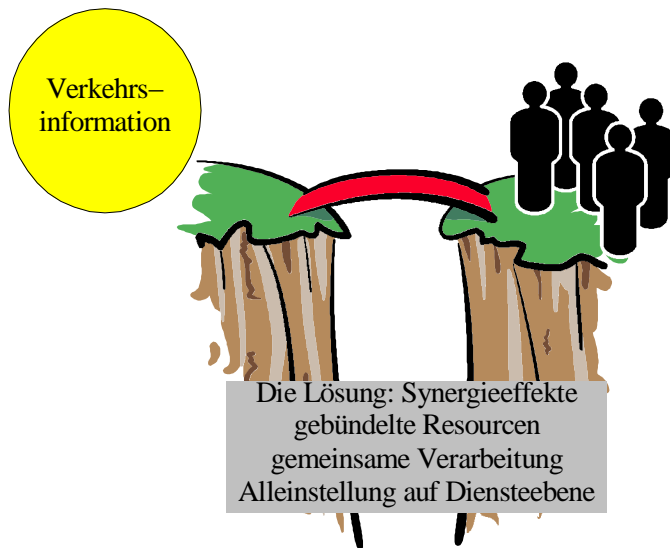 Verkehrs–
information
Die Lösung: Synergieeffekte
gebündelte Resourcen
gemeinsame Verarbeitung
Alleinstellung auf Diensteebene